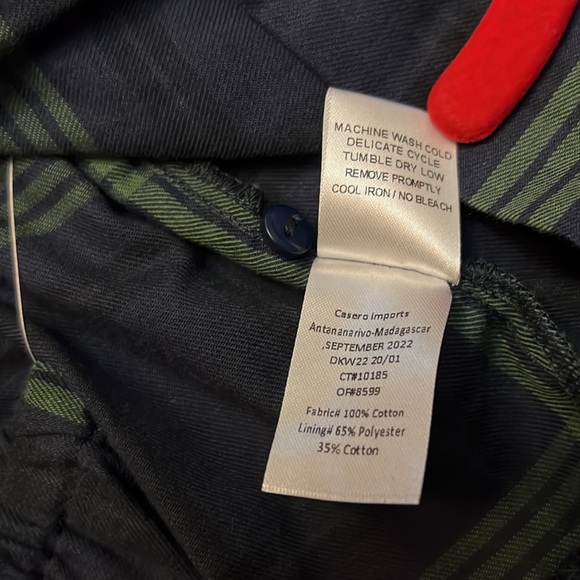 MACHINE WASH COLD
DELICATE CYCLE
TUMBLE DRY LOW
REMOVE PROMPTLY
COOL IRON / NO BLEACH
Casero Imports
Antananarivo-Madagascar
,SEPTEMBER 2022
DKW22 20/01
CT#10185
OF#8599
Fabric# 100% Cotton
Lining# 65% Polyester
35% Cotton